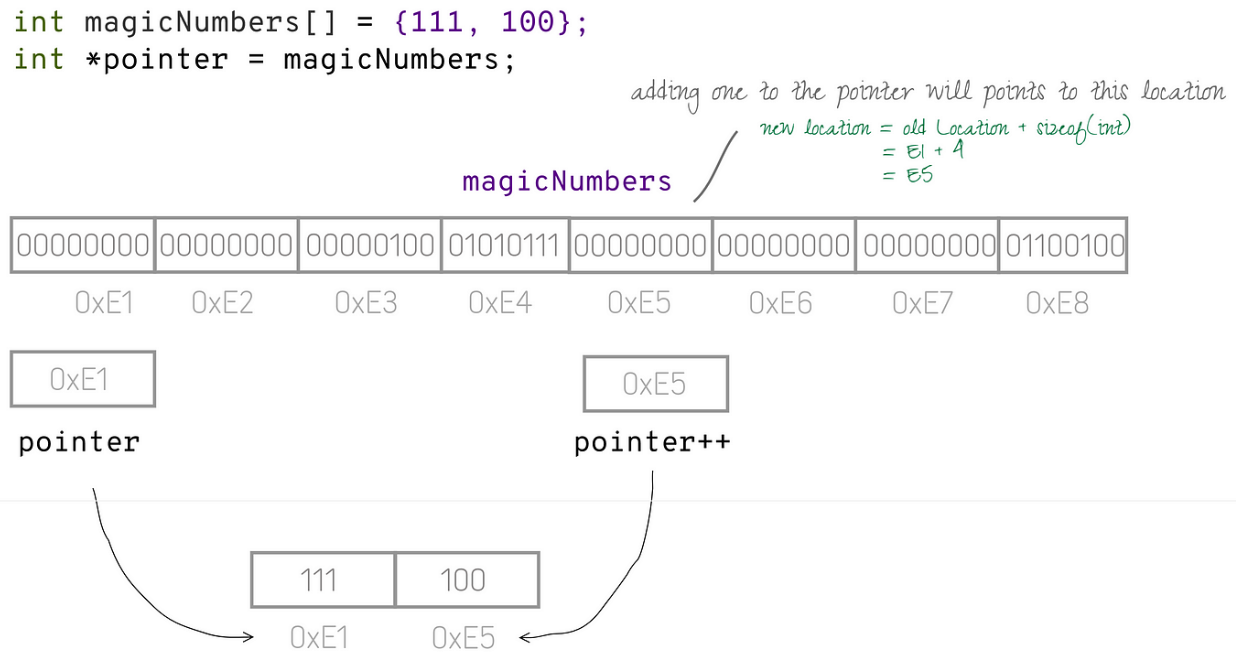 int magicNumbers[] = {111, 100};
int *pointer = magicNumbers;
adding one to the pointer will points to this location
new location = old Location + sizeof(int)
= E1 + 4
= E5
magicNumbers
00000000 00000000 00000100 01010111 00000000 00000000 00000000 01100100
0xE1 0xE2 0xE3 0xE4 0xE5 0xE6 0xE7 0xE8
0xE1 0xE5
pointer pointer++
111 100
0xE1 0xE5